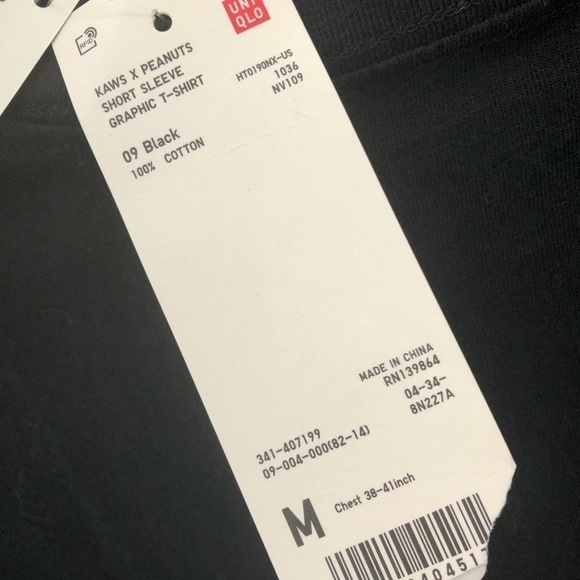 RFID
UNI
QLO
KAWS X PEANUTS
SHORT SLEEVE
GRAPHIC T-SHIRT
HT0190NX-US
1036
NV109
09 Black
100% COTTON
MADE IN CHINA
RN139864
04-34-
8N227A
341-407199
09-004-000(82-14)
M
Chest 38-41inch